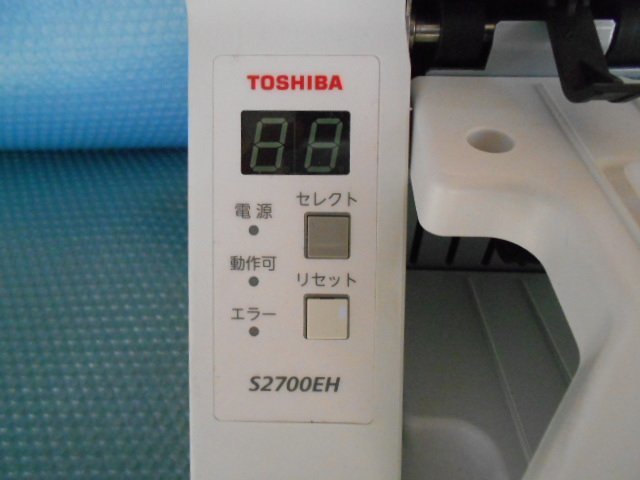 TOSHIBA
セレクト
電源
動作可
リセット
エラー
S2700EH